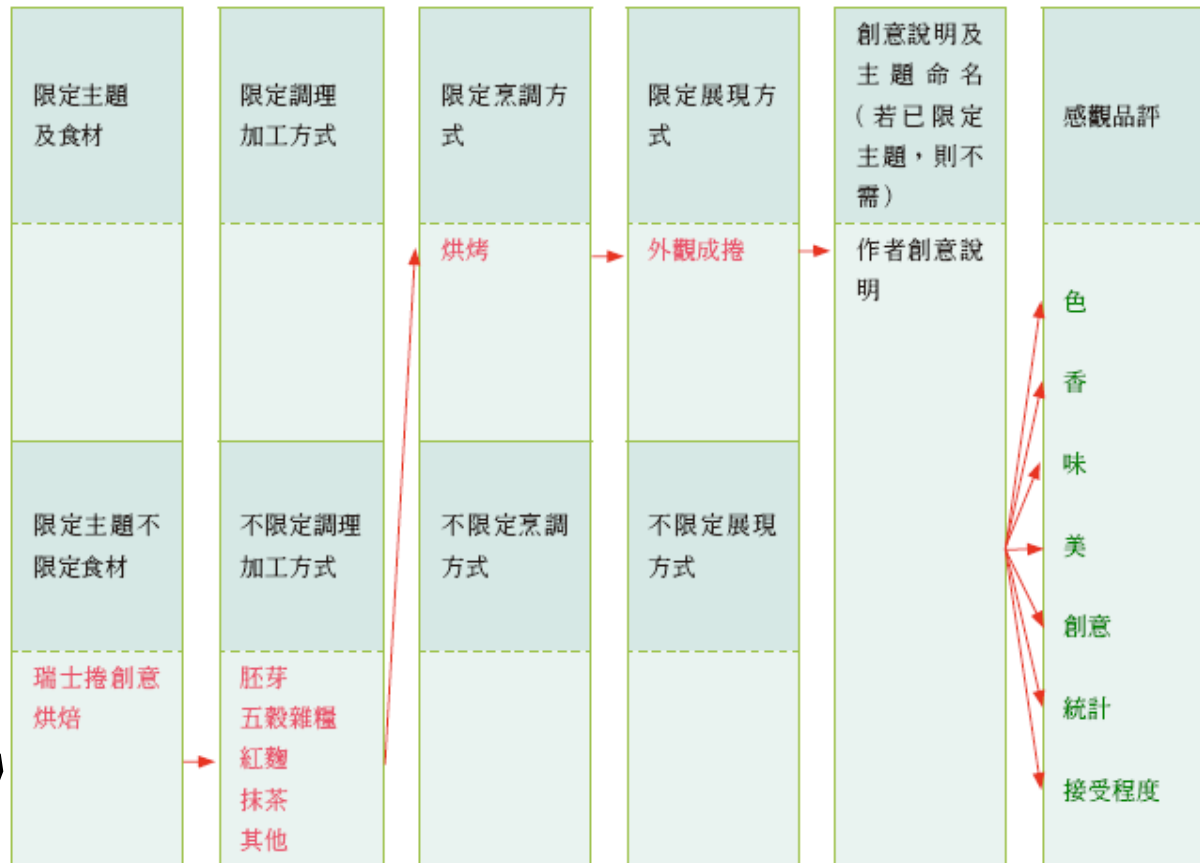 限定主題
及食材
限定調理
加工方式
限定烹調方
式
限定展現方
式
創意說明及
主題命名
(若已限定
主題，則不
需)
感觀品評
烘烤
外觀成捲
作者創意說
明
色
香
味
美
創意
統計
接受程度
限定主題不
限定食材
不限定調理
加工方式
不限定烹調
方式
不限定展現
方式
瑞士捲創意
烘焙
胚芽
五穀雜糧
紅麴
抹茶
其他